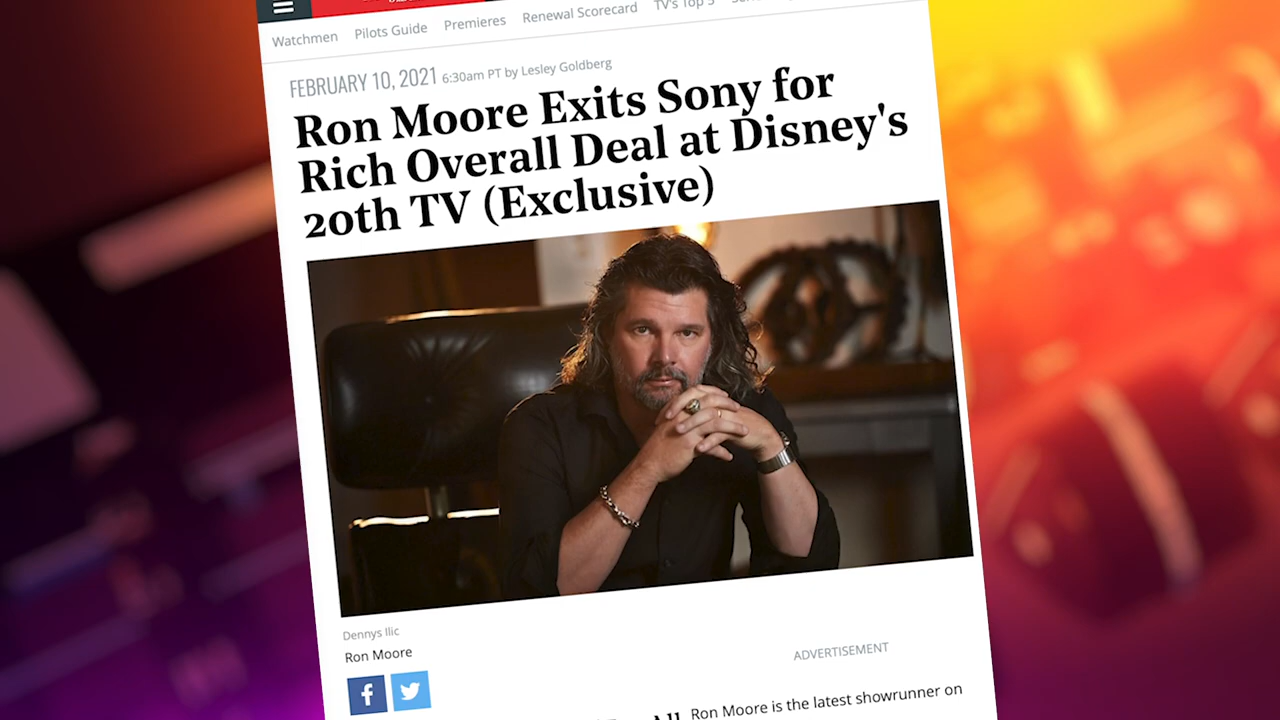 Watchmen Pilots Guide Premieres Renewal Scorecard TV's Top 5
FEBRUARY 10, 2021 6:30am PT by Lesley Goldberg
Ron Moore Exits Sony for
Rich Overall Deal at Disney's
20th TV (Exclusive)
Dennys Ilic
Ron Moore
ADVERTISEMENT
Ron Moore is the latest showrunner on